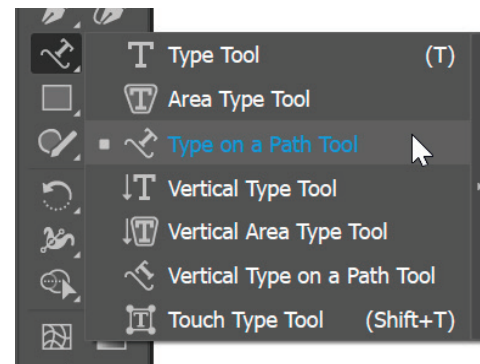 Type Tool (T)
Area Type Tool
Type on a Path Tool
Vertical Type Tool
Vertical Area Type Tool
Vertical Type on a Path Tool
Touch Type Tool (Shift+T)